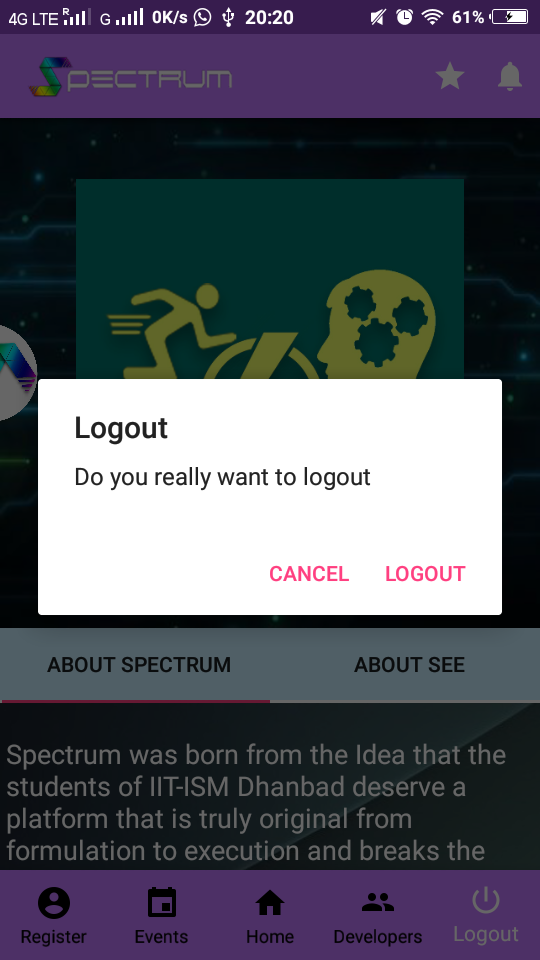 4G LTE R G 0K/s 20:20 61%
SPECTRUM
Logout
Do you really want to logout
CANCEL LOGOUT
ABOUT SPECTRUM ABOUT SEE
Spectrum was born from the Idea that the
students of IIT-ISM Dhanbad deserve a
platform that is truly original from
formulation to execution and breaks the
Register Events Home Developers Logout